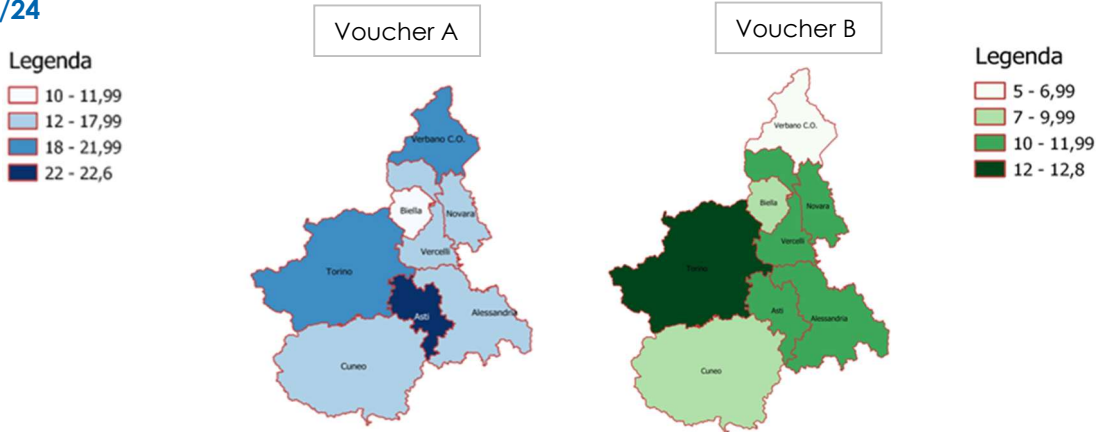 /24
Voucher A
Legenda
10 - 11,99
12 - 17,99
18 - 21,99
22 - 22,6
Verbano C.O.
Biella
Novara
Vercelli
Torino
Asti
Alessandria
Cuneo
Voucher B
Legenda
5 - 6,99
7 - 9,99
10 - 11,99
12 - 12,8
Verbano C.O.
Biella
Novara
Vercelli
Torino
Asti
Alessandria
Cuneo